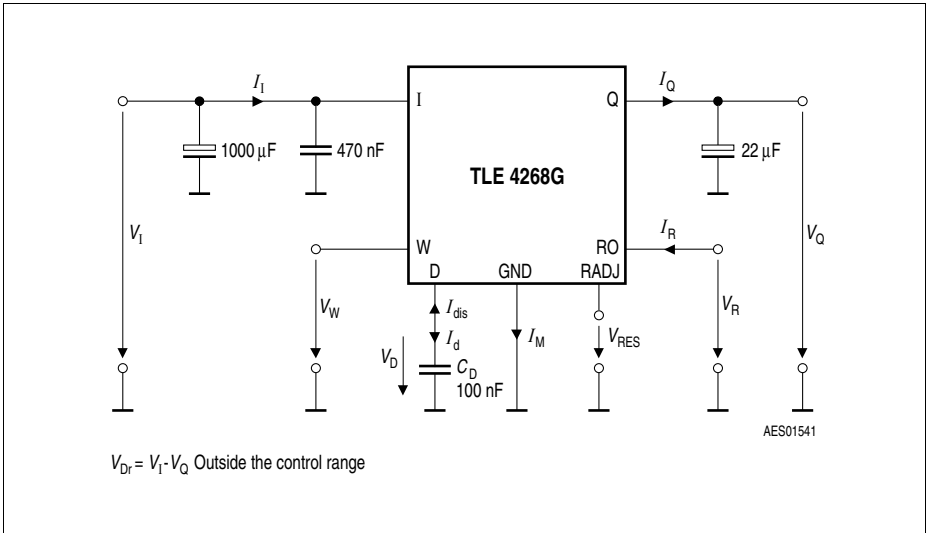 I_I
I_Q
I
Q
1000 μF
470 nF
22 μF
TLE 4268G
V_I
V_Q
W
RO
I_R
D
GND
RADJ
V_W
I_dis
V_R
V_D
I_d
I_M
V_RES
C_D
100 nF
AES01541
V_Dr = V_I-V_Q Outside the control range